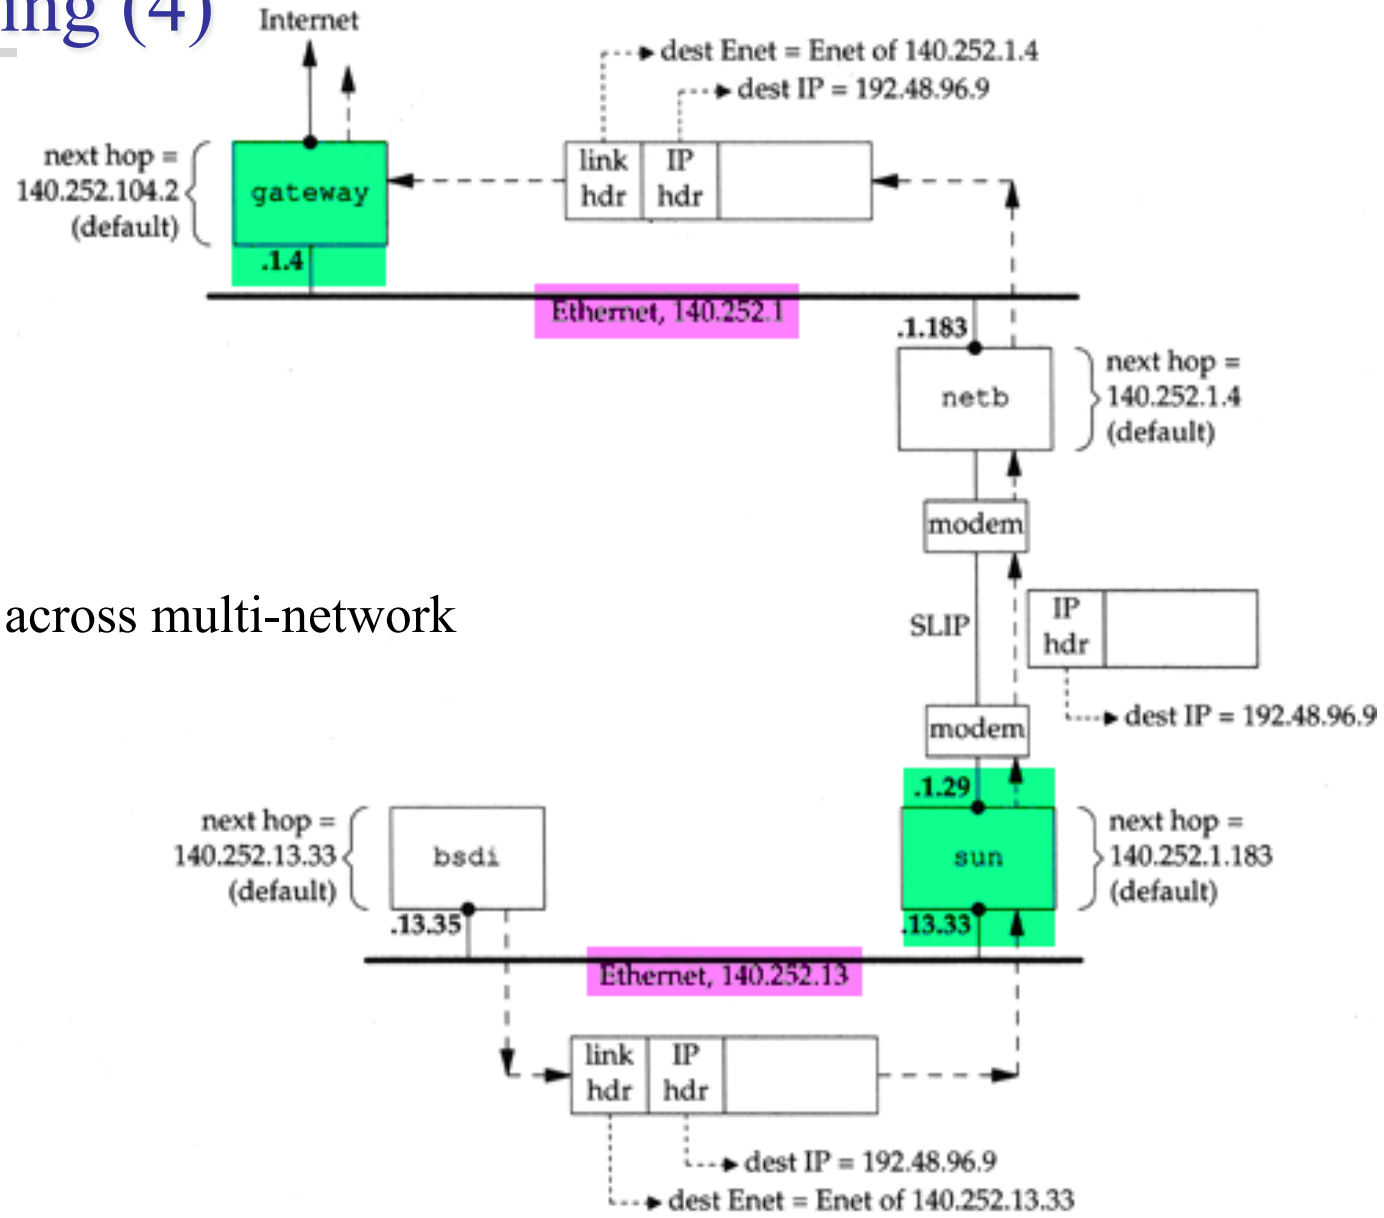 ing (4)
Internet
dest Enet = Enet of 140.252.1.4
dest IP = 192.48.96.9
next hop =
140.252.104.2
(default)
gateway
link
hdr
IP
hdr
.1.4
Ethernet, 140.252.1
.1.183
netb
next hop =
140.252.1.4
(default)
modem
across multi-network
SLIP
IP
hdr
dest IP = 192.48.96.9
modem
.1.29
next hop =
140.252.13.33
(default)
bsdi
sun
next hop =
140.252.1.183
(default)
.13.35
.13.33
Ethernet, 140.252.13
link
hdr
IP
hdr
dest IP = 192.48.96.9
dest Enet = Enet of 140.252.13.33